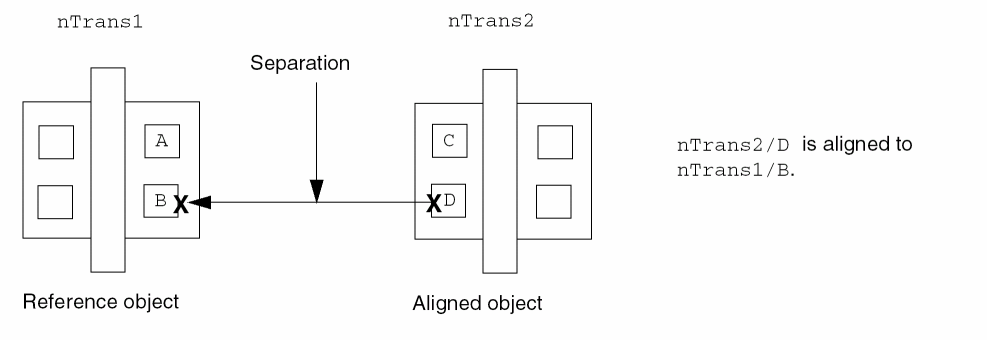 nTrans1
nTrans2
Separation
A
C
nTrans2/D is aligned to
nTrans1/B.
B X
X D
Reference object
Aligned object